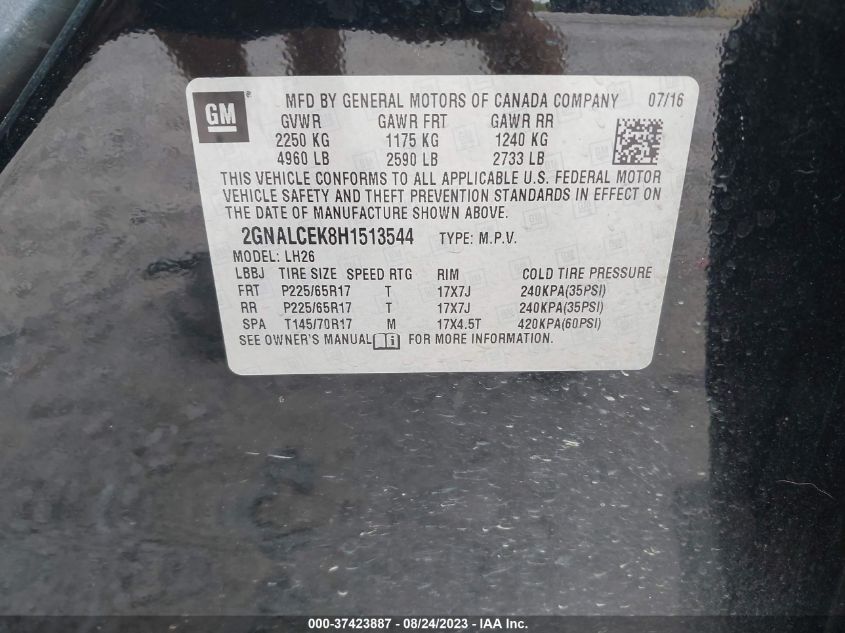 GM
MFD BY GENERAL MOTORS OF CANADA COMPANY 07/16
GVWR GAWR FRT GAWR RR
2250 KG 1175 KG 1240 KG
4960 LB 2590 LB 2733 LB
THIS VEHICLE CONFORMS TO ALL APPLICABLE U.S. FEDERAL MOTOR
VEHICLE SAFETY AND THEFT PREVENTION STANDARDS IN EFFECT ON
THE DATE OF MANUFACTURE SHOWN ABOVE.
2GNALCEK8H1513544 TYPE: M.P.V.
MODEL: LH26
LBBJ TIRE SIZE SPEED RTG RIM COLD TIRE PRESSURE
FRT P225/65R17 T 17X7J 240KPA(35PSI)
RR P225/65R17 T 17X7J 240KPA(35PSI)
SPA T145/70R17 M 17X4.5T 420KPA(60PSI)
SEE OWNER'S MANUAL i FOR MORE INFORMATION.
000-37423887 - 08/24/2023 - IAA Inc.